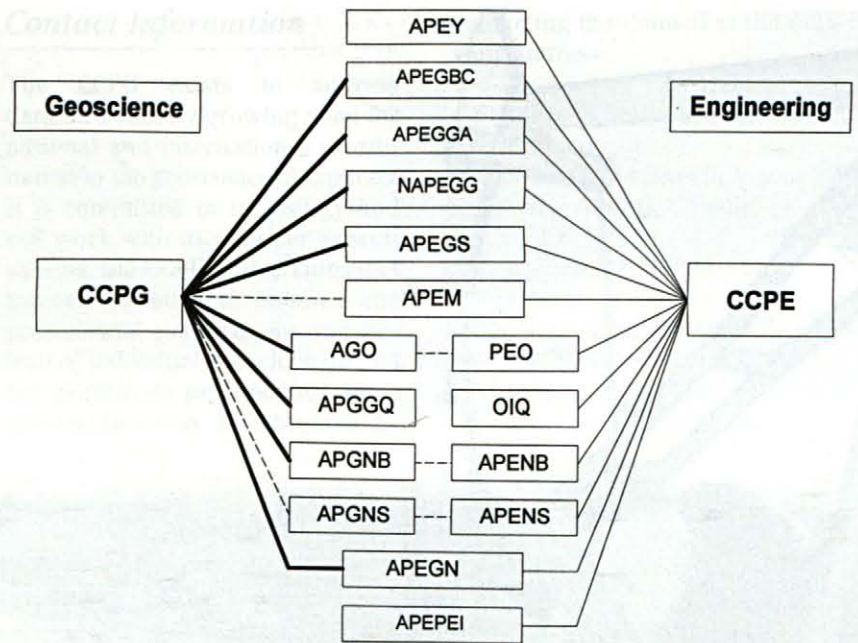 Contact Information
APEY
APEGBC
Geoscience
Engineering
APEGGA
NAPEGG
APEGS
CCPG
CCPE
APEM
AGO
PEO
APGGQ
OIQ
APGNB
APENB
APGNS
APENS
APEGN
APEPEI